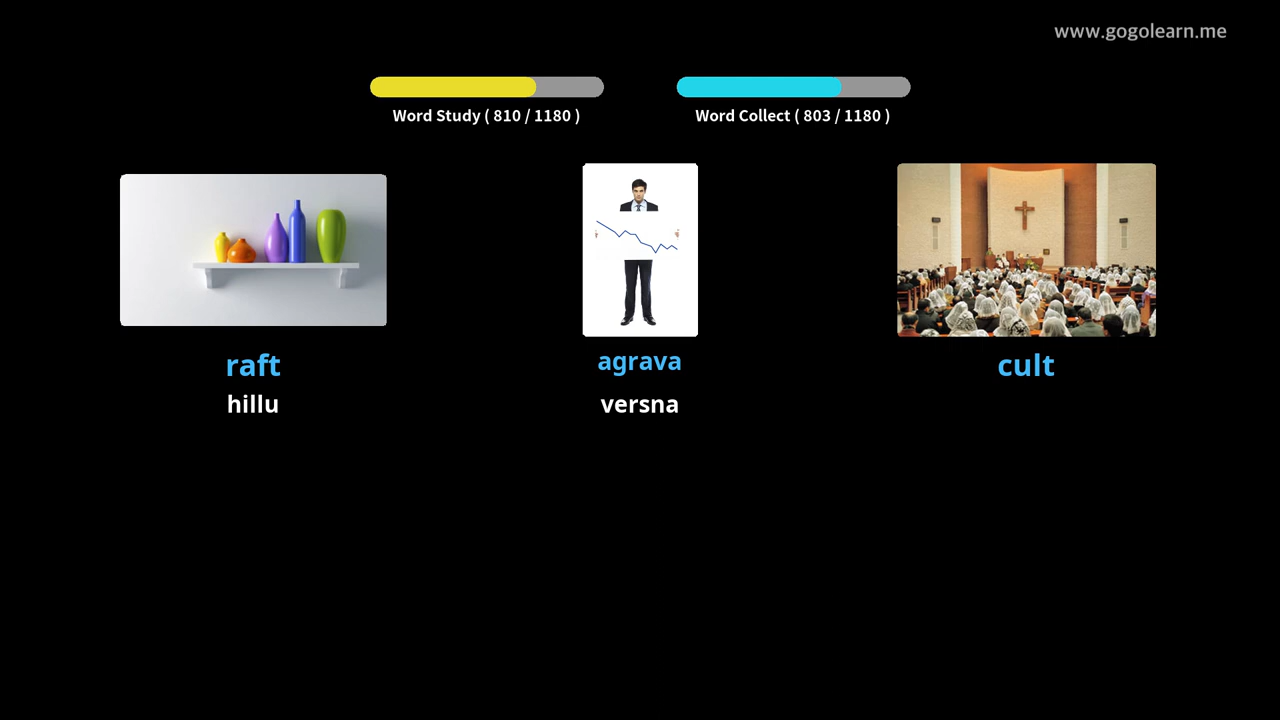 www.gogolearn.me
Word Study ( 810 / 1180 )
Word Collect ( 803 / 1180 )
raft
agrava
cult
hillu
versna